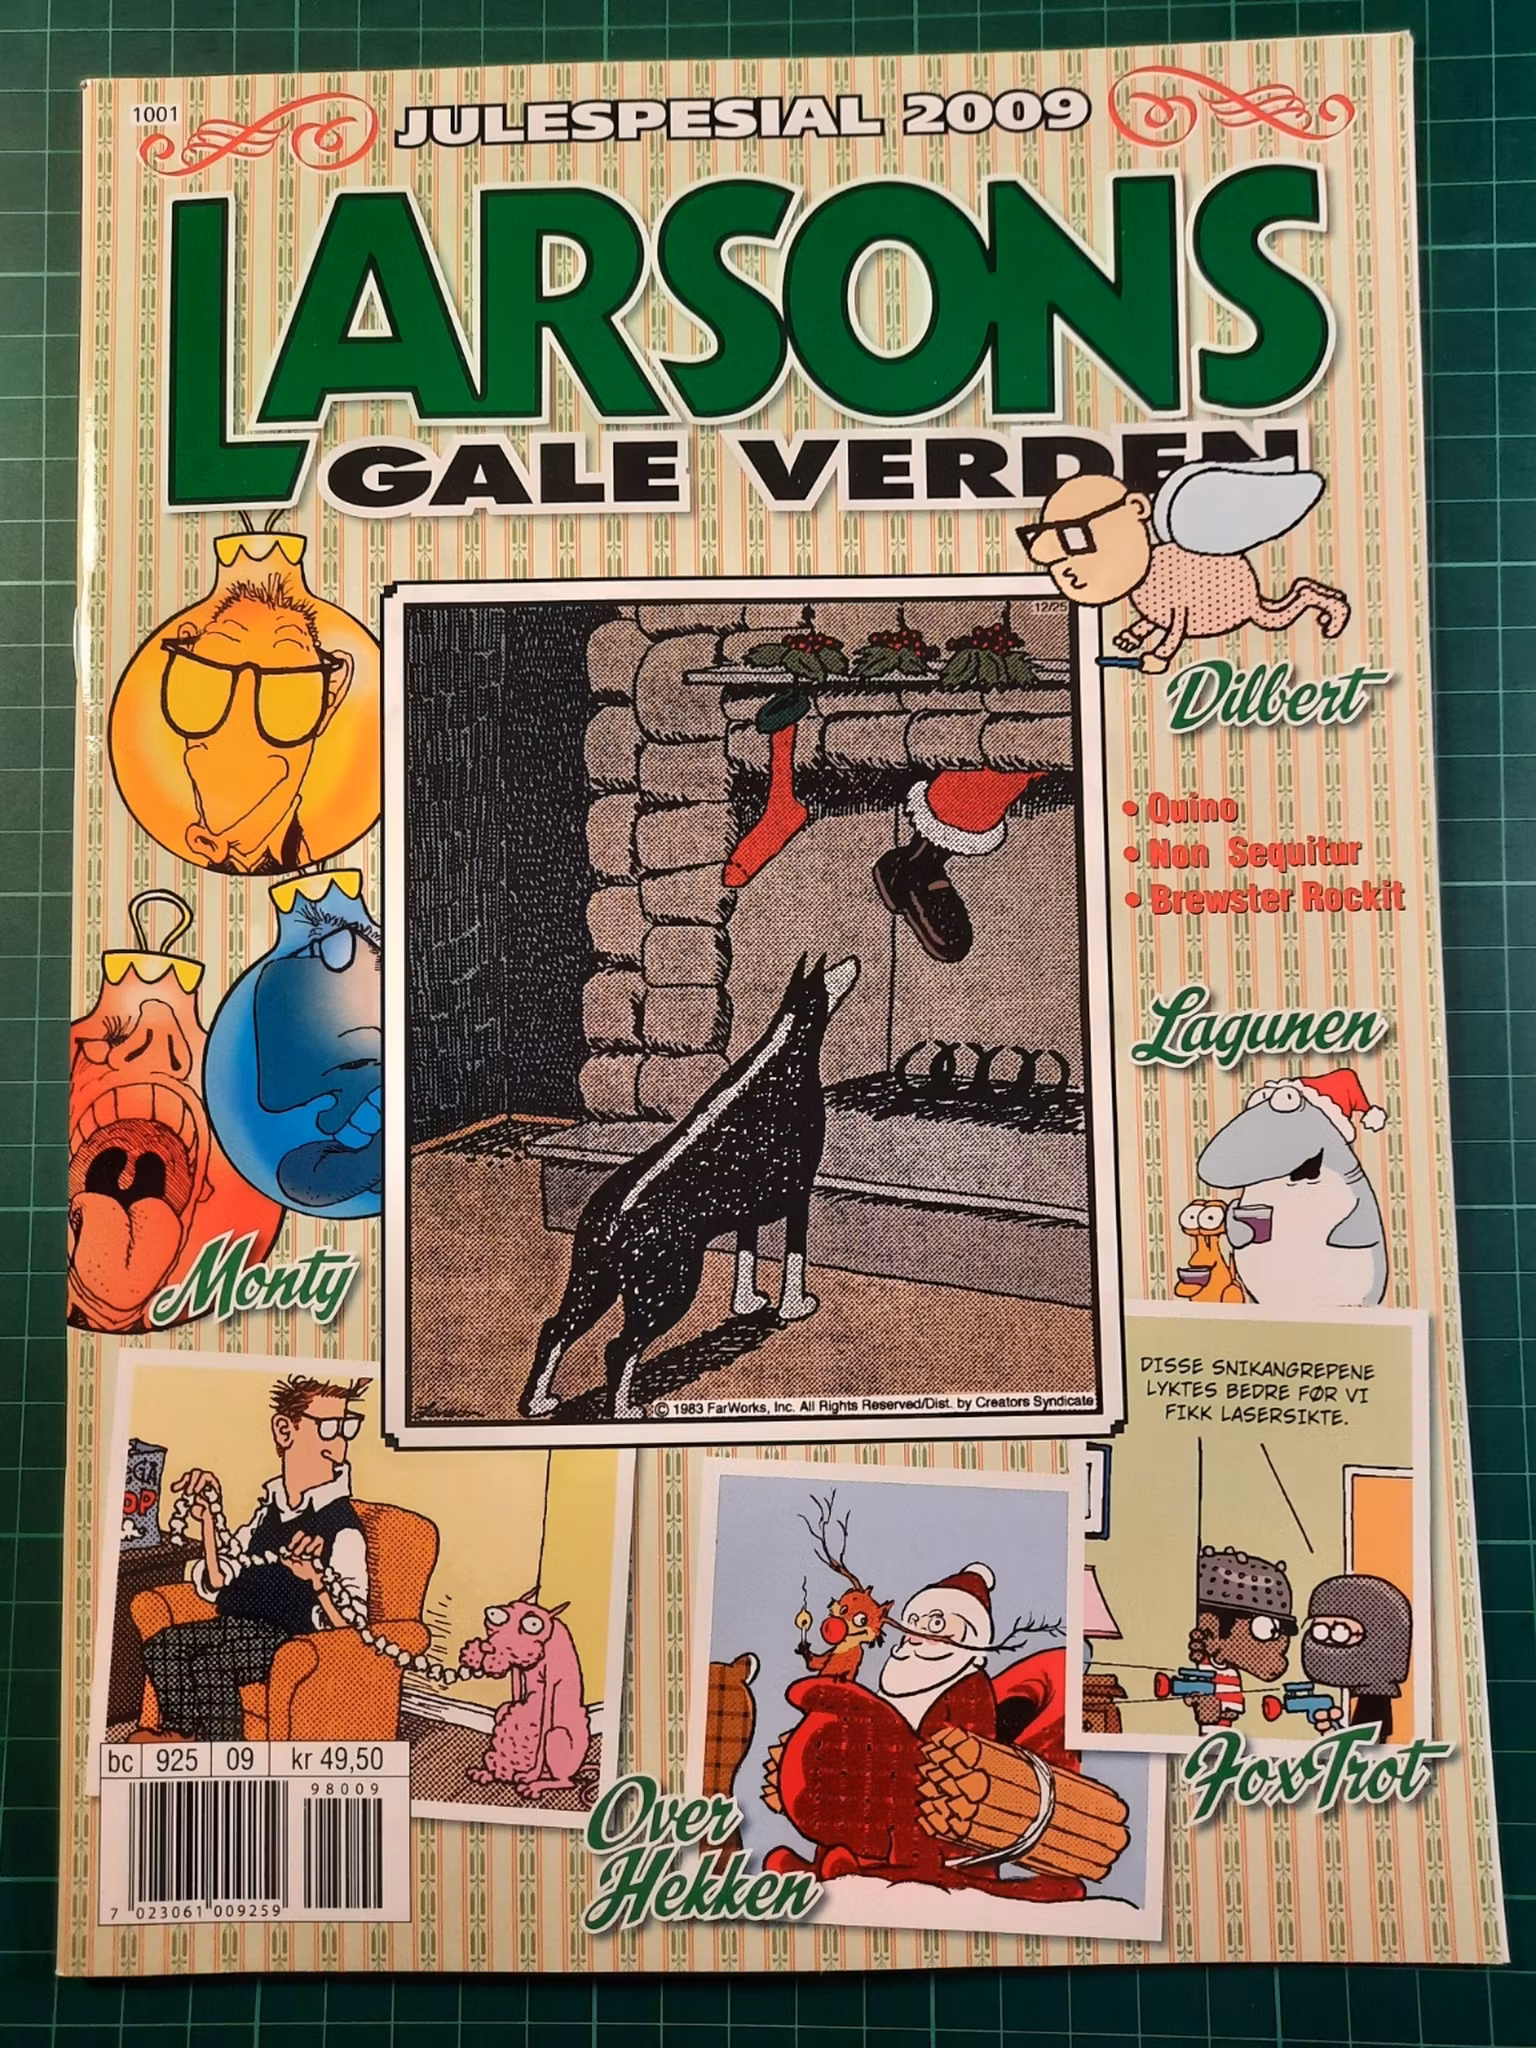 1001
JULESPESIAL 2009
LARSONS
GALE VERDEN
12/25
Dilbert
• Quino
• Non Sequitur
• Brewster Rockit
Lagunen
Monty
© 1983 FarWorks, Inc. All Rights Reserved/Dist. by Creators Syndicate
DISSE SNIKANGREPENE
LYKTES BEDRE FØR VI
FIKK LASERSIKTE.
FoxTrot
Over
Hekken
bc 925 09 kr 49,50
98009
7 023061 009259